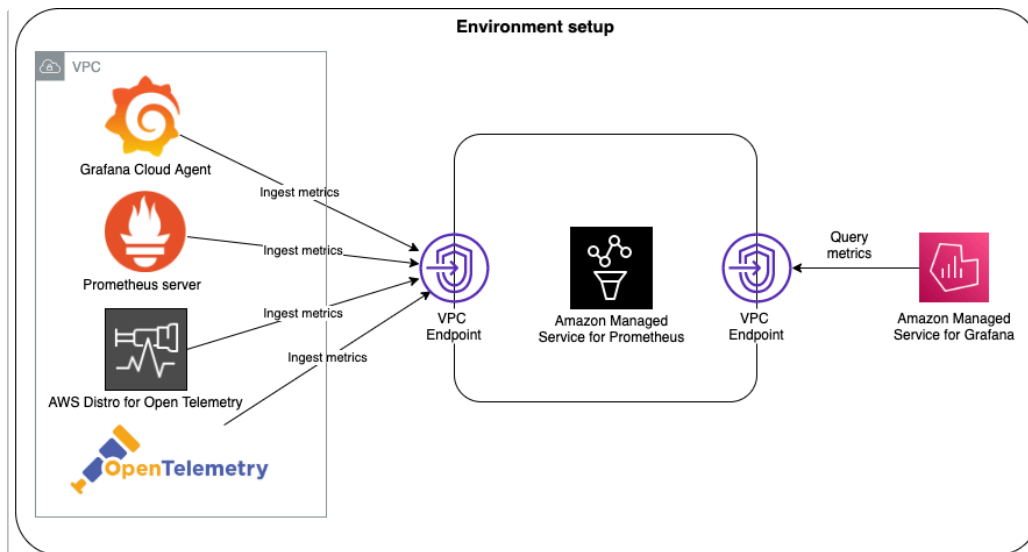 Environment setup
VPC
Grafana Cloud Agent
Ingest metrics
Prometheus server
Ingest metrics
AWS Distro for Open Telemetry
Ingest metrics
OpenTelemetry
Ingest metrics
VPC
Endpoint
Amazon Managed
Service for Prometheus
VPC
Endpoint
Query
metrics
Amazon Managed
Service for Grafana